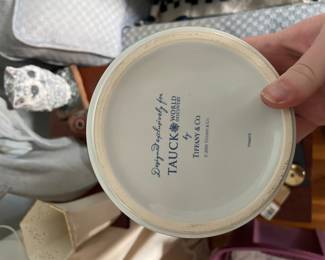 Designed exclusively for
TAUCK WORLD
DISCOVERY
by
TIFFANY & CO.